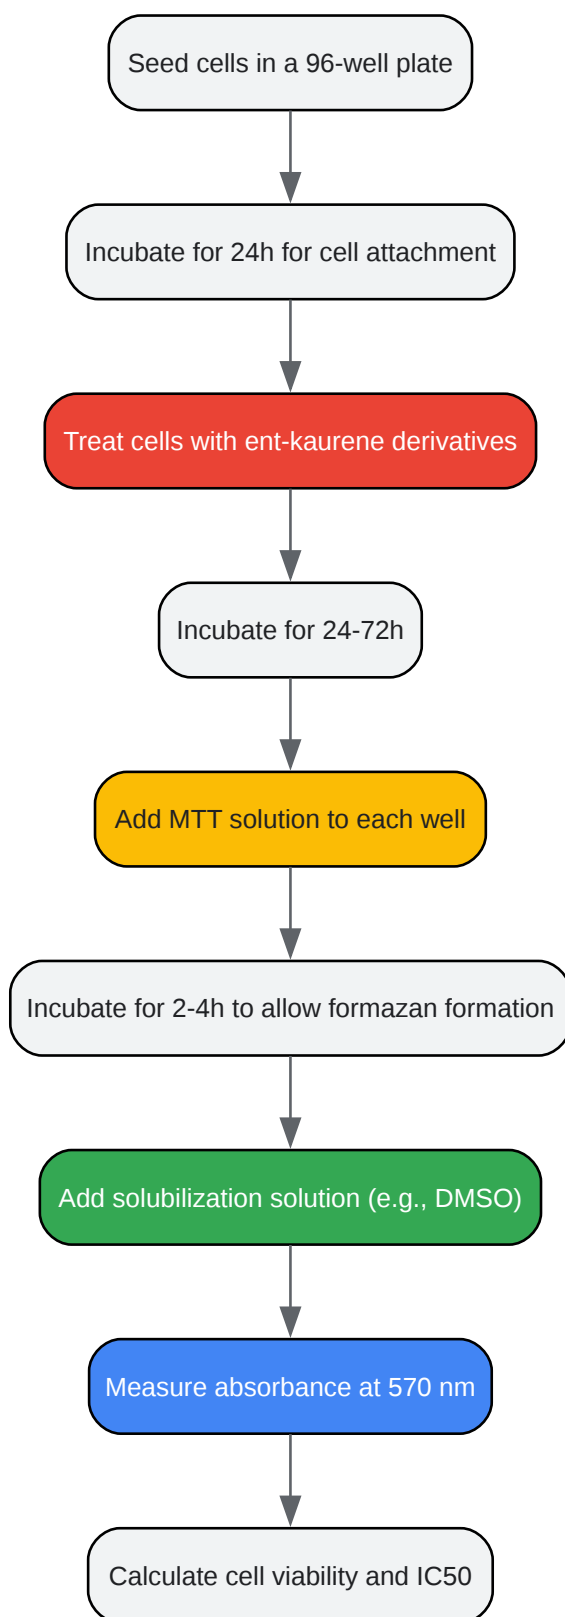 Seed cells in a 96-well plate
Incubate for 24h for cell attachment
Treat cells with ent-kaurene derivatives
Incubate for 24-72h
Add MTT solution to each well
Incubate for 2-4h to allow formazan formation
Add solubilization solution (e.g., DMSO)
Measure absorbance at 570 nm
Calculate cell viability and IC50